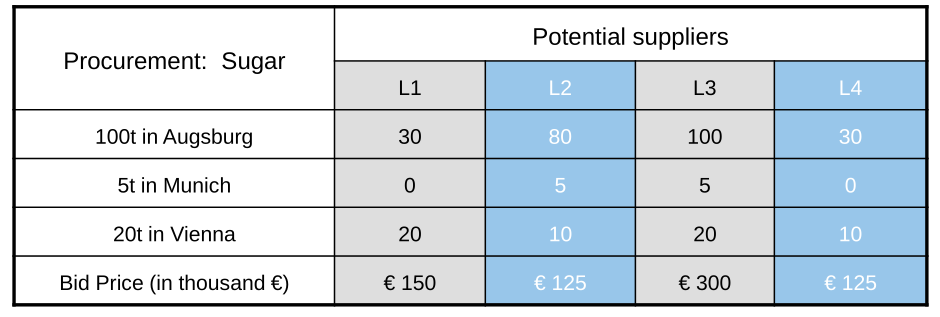 Procurement: Sugar
Potential suppliers
L1 L2 L3 L4
100t in Augsburg 30 80 100 30
5t in Munich 0 5 5 0
20t in Vienna 20 10 20 10
Bid Price (in thousand €) € 150 € 125 € 300 € 125